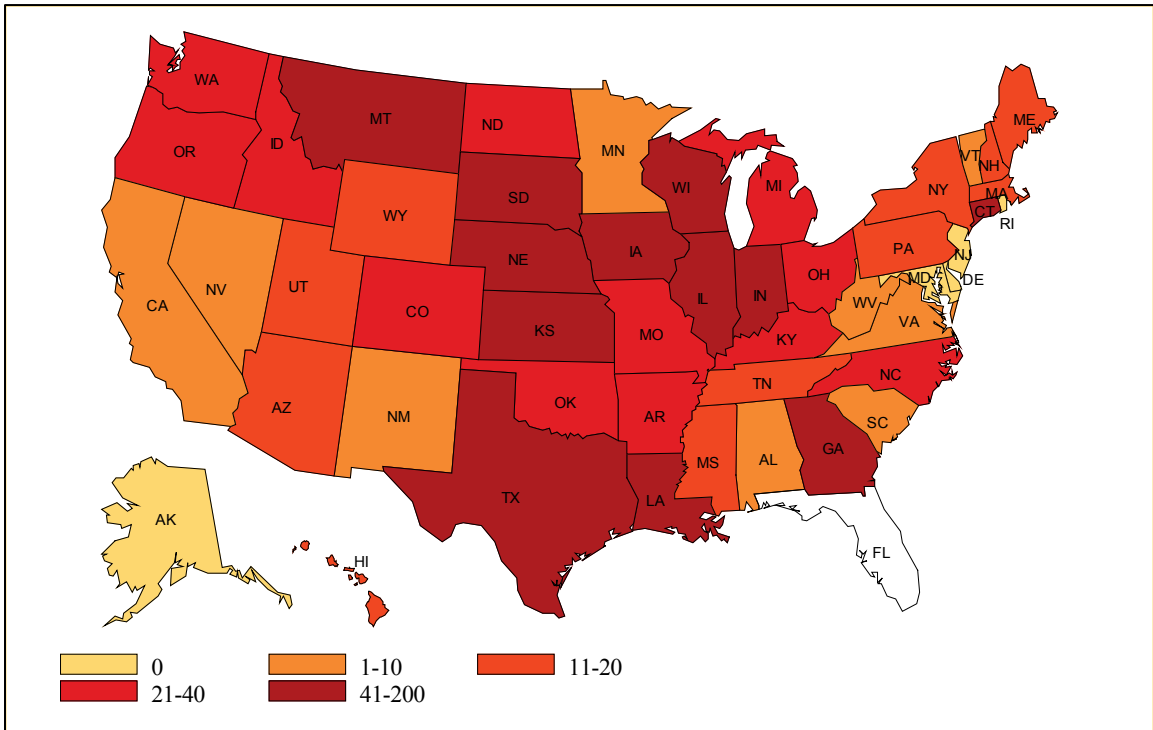 WA
MT
ND
OR
ID
MN
SD
WI
MI
WY
ME
VT
NH
NY
MA
CT
RI
PA
NJ
NE
IA
NV
UT
CA
CO
IL
IN
OH
MD
DE
WV
VA
KS
MO
KY
AZ
NM
OK
AR
TN
NC
SC
MS
AL
GA
TX
LA
AK
HI
FL
0
1-10
11-20
21-40
41-200